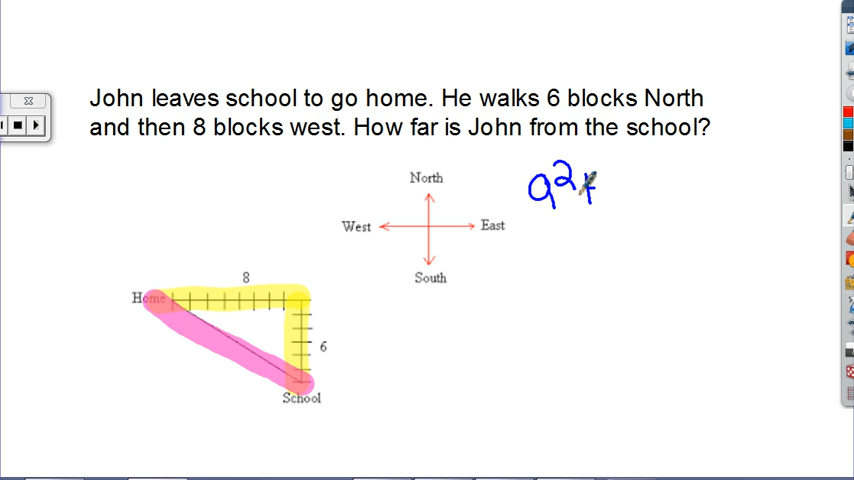 John leaves school to go home. He walks 6 blocks North
and then 8 blocks west. How far is John from the school?
North
a²+
West
East
South
8
Home
6
School